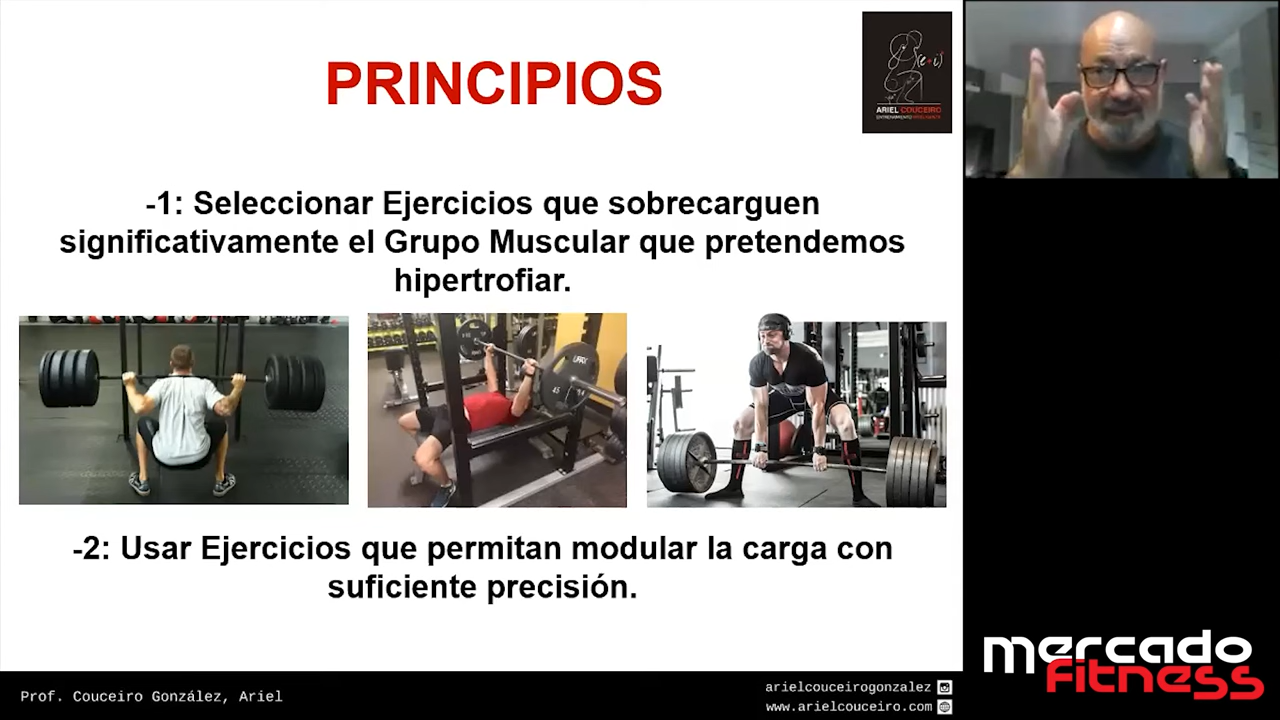 PRINCIPIOS
ARIEL COUCEIRO
-1: Seleccionar Ejercicios que sobrecarguen
significativamente el Grupo Muscular que pretendemos
hipertrofiar.
-2: Usar Ejercicios que permitan modular la carga con
suficiente precisión.
Prof. Couceiro González, Ariel
arielcouceirogonzalez
www.arielcouceiro.com
mercado
fitness